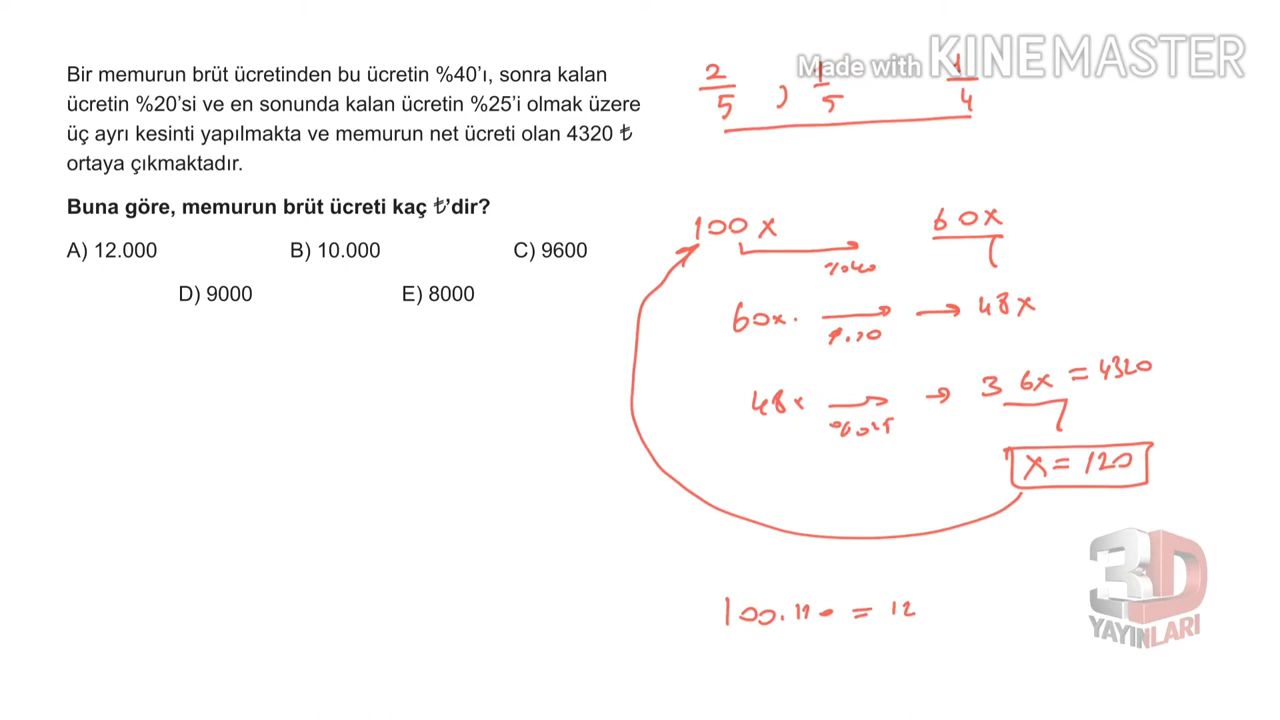 Bir memurun brüt ücretinden bu ücretin %40'ı, sonra kalan
ücretin %20'si ve en sonunda kalan ücretin %25'i olmak üzere
üç ayrı kesinti yapılmakta ve memurun net ücreti olan 4320 ₺
ortaya çıkmaktadır.
Buna göre, memurun brüt ücreti kaç ₺'dir?
A) 12.000 B) 10.000 C) 9600
D) 9000 E) 8000
Made with KINEMASTER
2/5 , 1/5 1/4
100x 60x
%40
60x. → 48x
%20
48x → 36x = 4320
%25
x = 120
100.120 = 12
3D
YAYINLARI